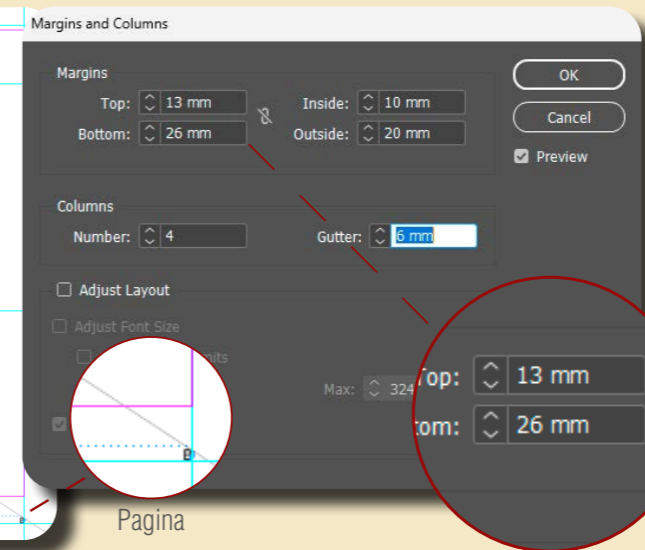 Margins and Columns
Margins
Top: 13 mm
Inside: 10 mm
OK
Bottom: 26 mm
Outside: 20 mm
Cancel
Preview
Columns
Number: 4
Gutter: 6 mm
Adjust Layout
Adjust Font Size
mits
Max: 324
Top: 13 mm
tom: 26 mm
Pagina